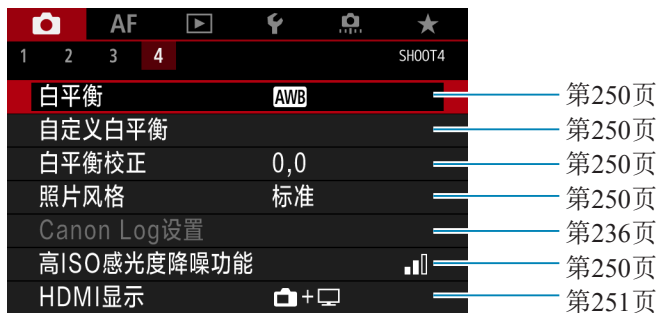 AF
1 2 3 4 SHOOT4
白平衡 AWB 第250页
自定义白平衡 第250页
白平衡校正 0,0 第250页
照片风格 标准 第250页
Canon Log设置 第236页
高ISO感光度降噪功能 第250页
HDMI显示 + 第251页